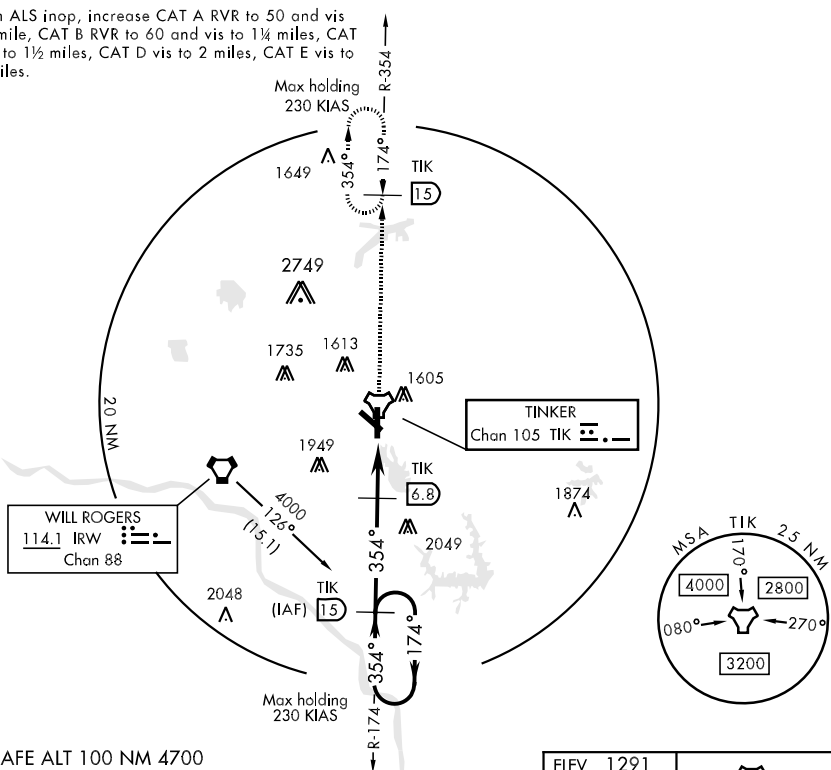 ALS inop, increase CAT A RVR to 50 and vis
mile, CAT B RVR to 60 and vis to 1¼ miles, CAT
to 1½ miles, CAT D vis to 2 miles, CAT E vis to
iles.
R-354
Max holding
230 KIAS
354°
174°
1649
TIK
15
2749
1735
1613
1605
20 NM
TINKER
Chan 105 TIK
1949
TIK
6.8
1874
4000
126°
(15.1)
WILL ROGERS
114.1 IRW
Chan 88
2049
354°
2048
TIK
(IAF) 15
354°
174°
Max holding
230 KIAS
R-174
MSA TIK 25 NM
170°
4000
2800
080°
270°
3200
AFE ALT 100 NM 4700
ELEV 1291